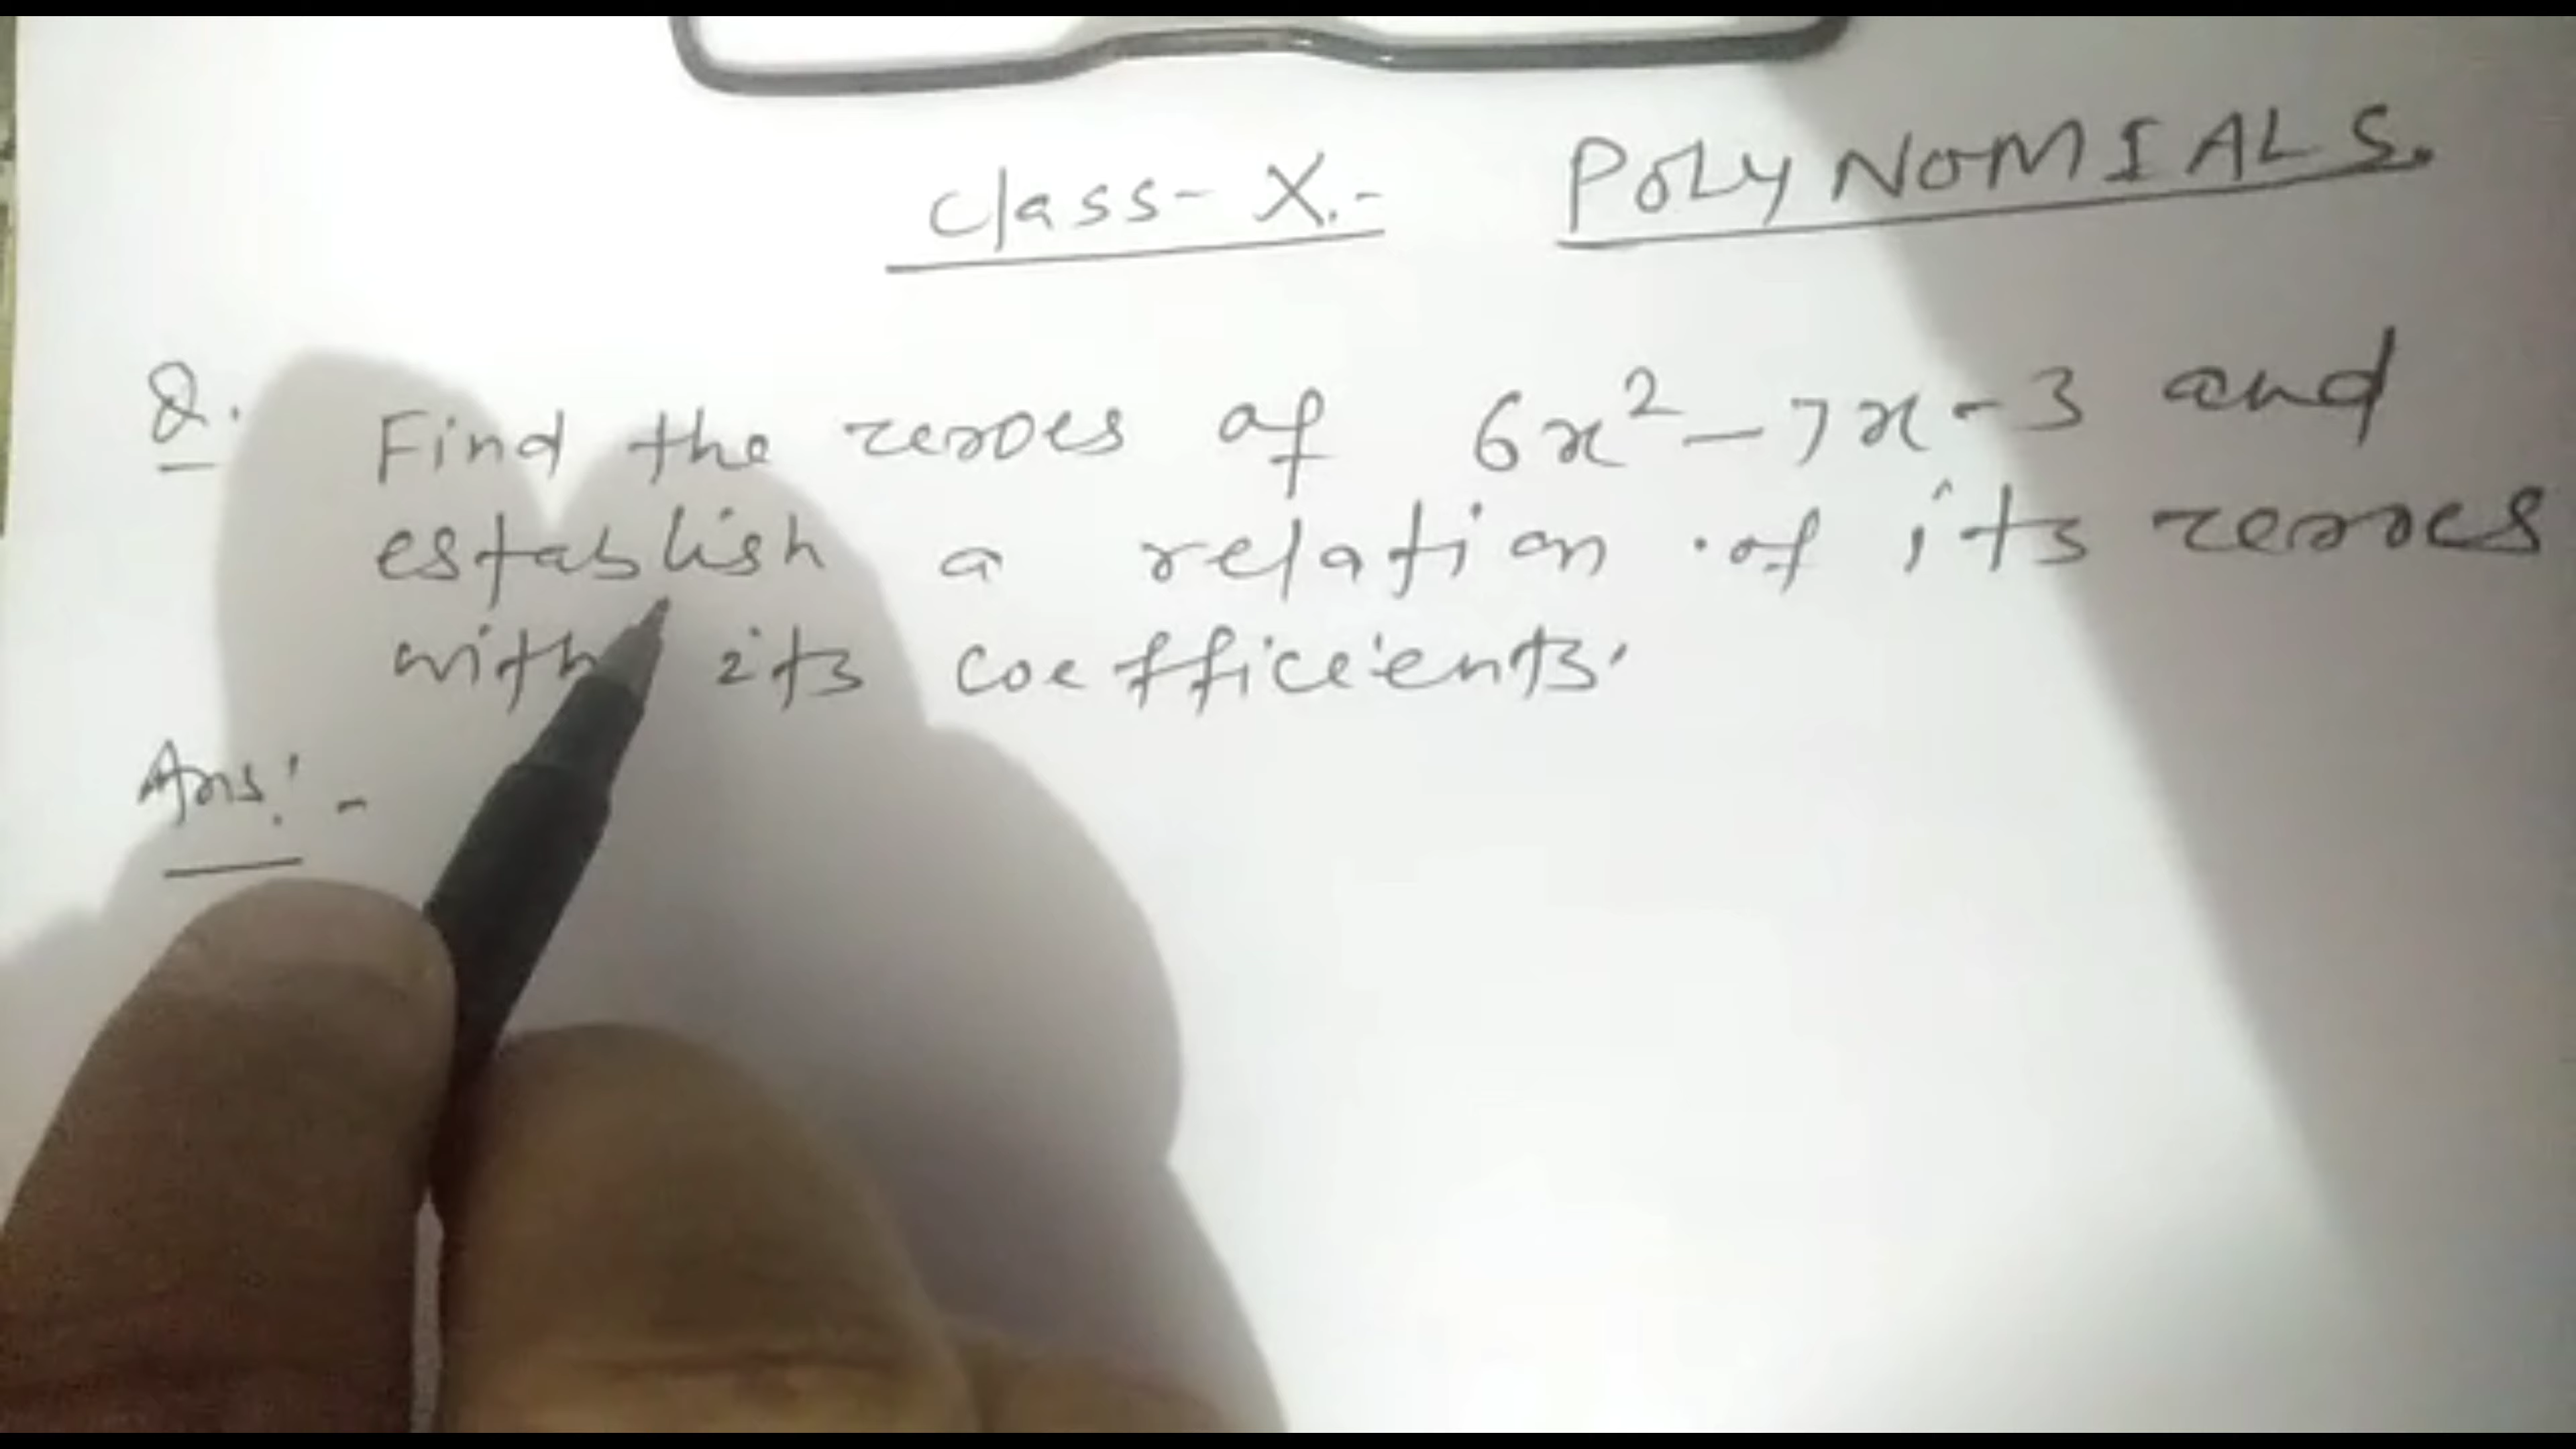 Class- X.- POLYNOMIALS.
Q. Find the zeroes of 6x²-7x-3 and
establish a relation of its zeroes
with its coefficients.
Ans:-